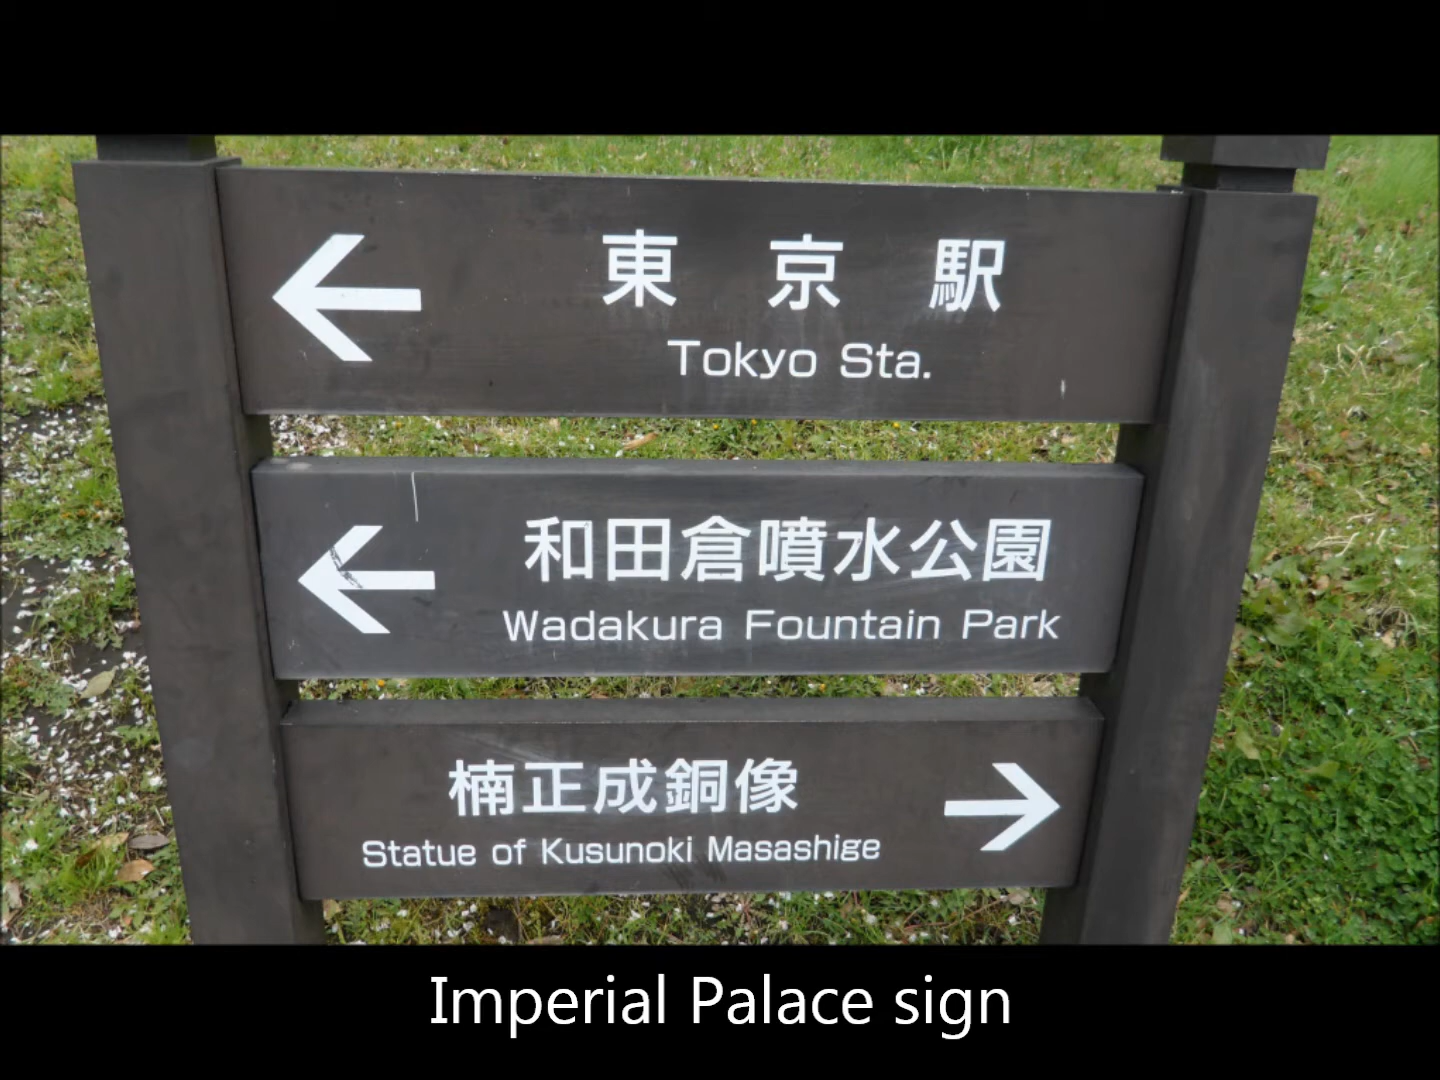 東京駅
Tokyo Sta.
和田倉噴水公園
Wadakura Fountain Park
楠正成銅像
Statue of Kusunoki Masashige
Imperial Palace sign